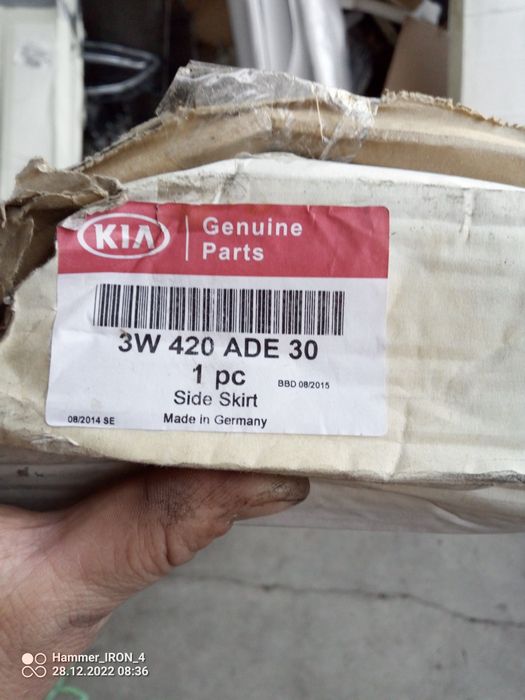 KIA
Genuine
Parts
3W 420 ADE 30
1 pc
BBD 08/2015
Side Skirt
08/2014 SE
Made in Germany
Hammer_IRON_4
28.12.2022 08:36